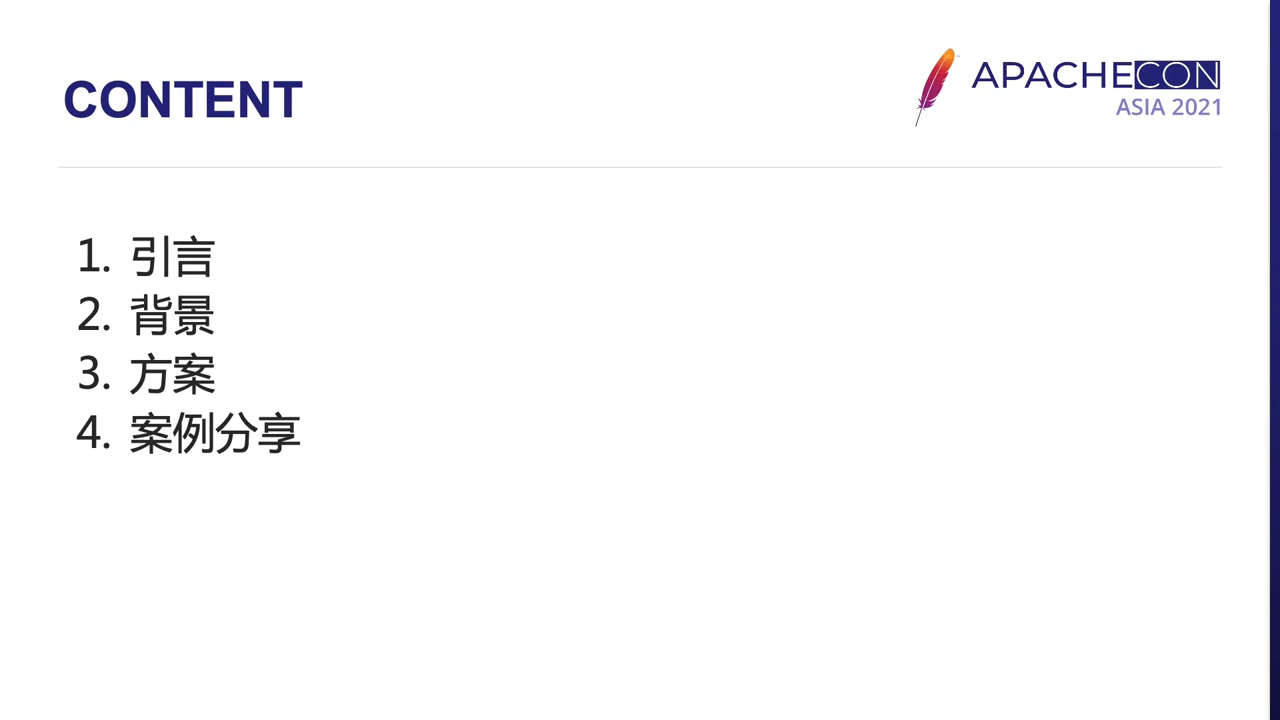 CONTENT
APACHECON
ASIA 2021
1. 引言
2. 背景
3. 方案
4. 案例分享